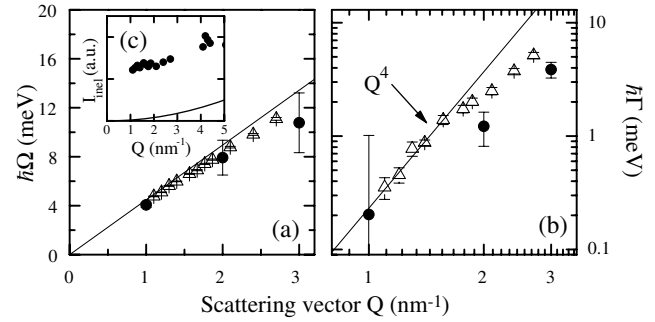 20
16
12
8
4
0
ħΩ (meV)
(c)
I_inel (a.u.)
0 1 2 3 4 5
Q (nm⁻¹)
(a)
0 1 2 3
Q⁴
(b)
1 2 3
10
1
0.1
ħΓ (meV)
Scattering vector Q (nm⁻¹)